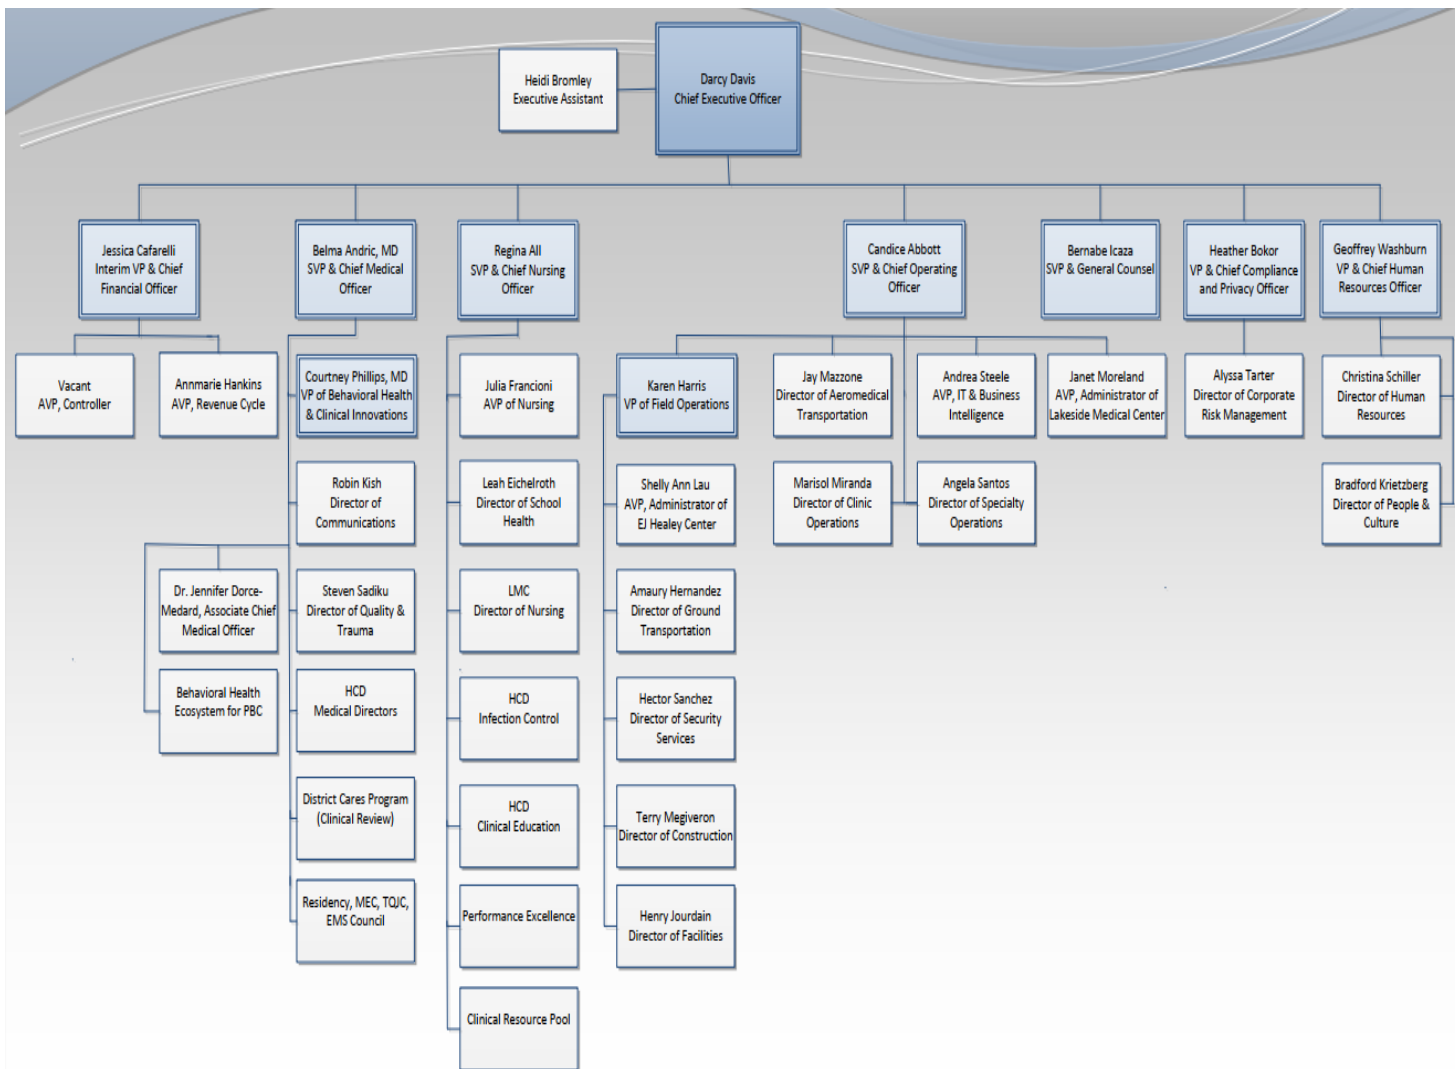 Heidi Bromley
Executive Assistant
Darcy Davis
Chief Executive Officer
Jessica Cafarelli
Interim VP & Chief
Financial Officer
Belma Andric, MD
SVP & Chief Medical
Officer
Regina All
SVP & Chief Nursing
Officer
Candice Abbott
SVP & Chief Operating
Officer
Bernabe Icaza
SVP & General Counsel
Heather Bokor
VP & Chief Compliance
and Privacy Officer
Geoffrey Washburn
VP & Chief Human
Resources Officer
Vacant
AVP, Controller
Annmarie Hankins
AVP, Revenue Cycle
Courtney Phillips, MD
VP of Behavioral Health
& Clinical Innovations
Julia Francioni
AVP of Nursing
Karen Harris
VP of Field Operations
Jay Mazzone
Director of Aeromedical
Transportation
Andrea Steele
AVP, IT & Business
Intelligence
Janet Moreland
AVP, Administrator of
Lakeside Medical Center
Alyssa Tarter
Director of Corporate
Risk Management
Christina Schiller
Director of Human
Resources
Robin Kish
Director of
Communications
Leah Eichelroth
Director of School
Health
Shelly Ann Lau
AVP, Administrator of
EJ Healey Center
Marisol Miranda
Director of Clinic
Operations
Angela Santos
Director of Specialty
Operations
Bradford Krietzberg
Director of People &
Culture
Dr. Jennifer Dorce-
Medard, Associate Chief
Medical Officer
Steven Sadiku
Director of Quality &
Trauma
LMC
Director of Nursing
Amaury Hernandez
Director of Ground
Transportation
Behavioral Health
Ecosystem for PBC
HCD
Medical Directors
HCD
Infection Control
Hector Sanchez
Director of Security
Services
District Cares Program
(Clinical Review)
HCD
Clinical Education
Terry Megiveron
Director of Construction
Residency, MEC, TQJC,
EMS Council
Performance Excellence
Henry Jourdain
Director of Facilities
Clinical Resource Pool